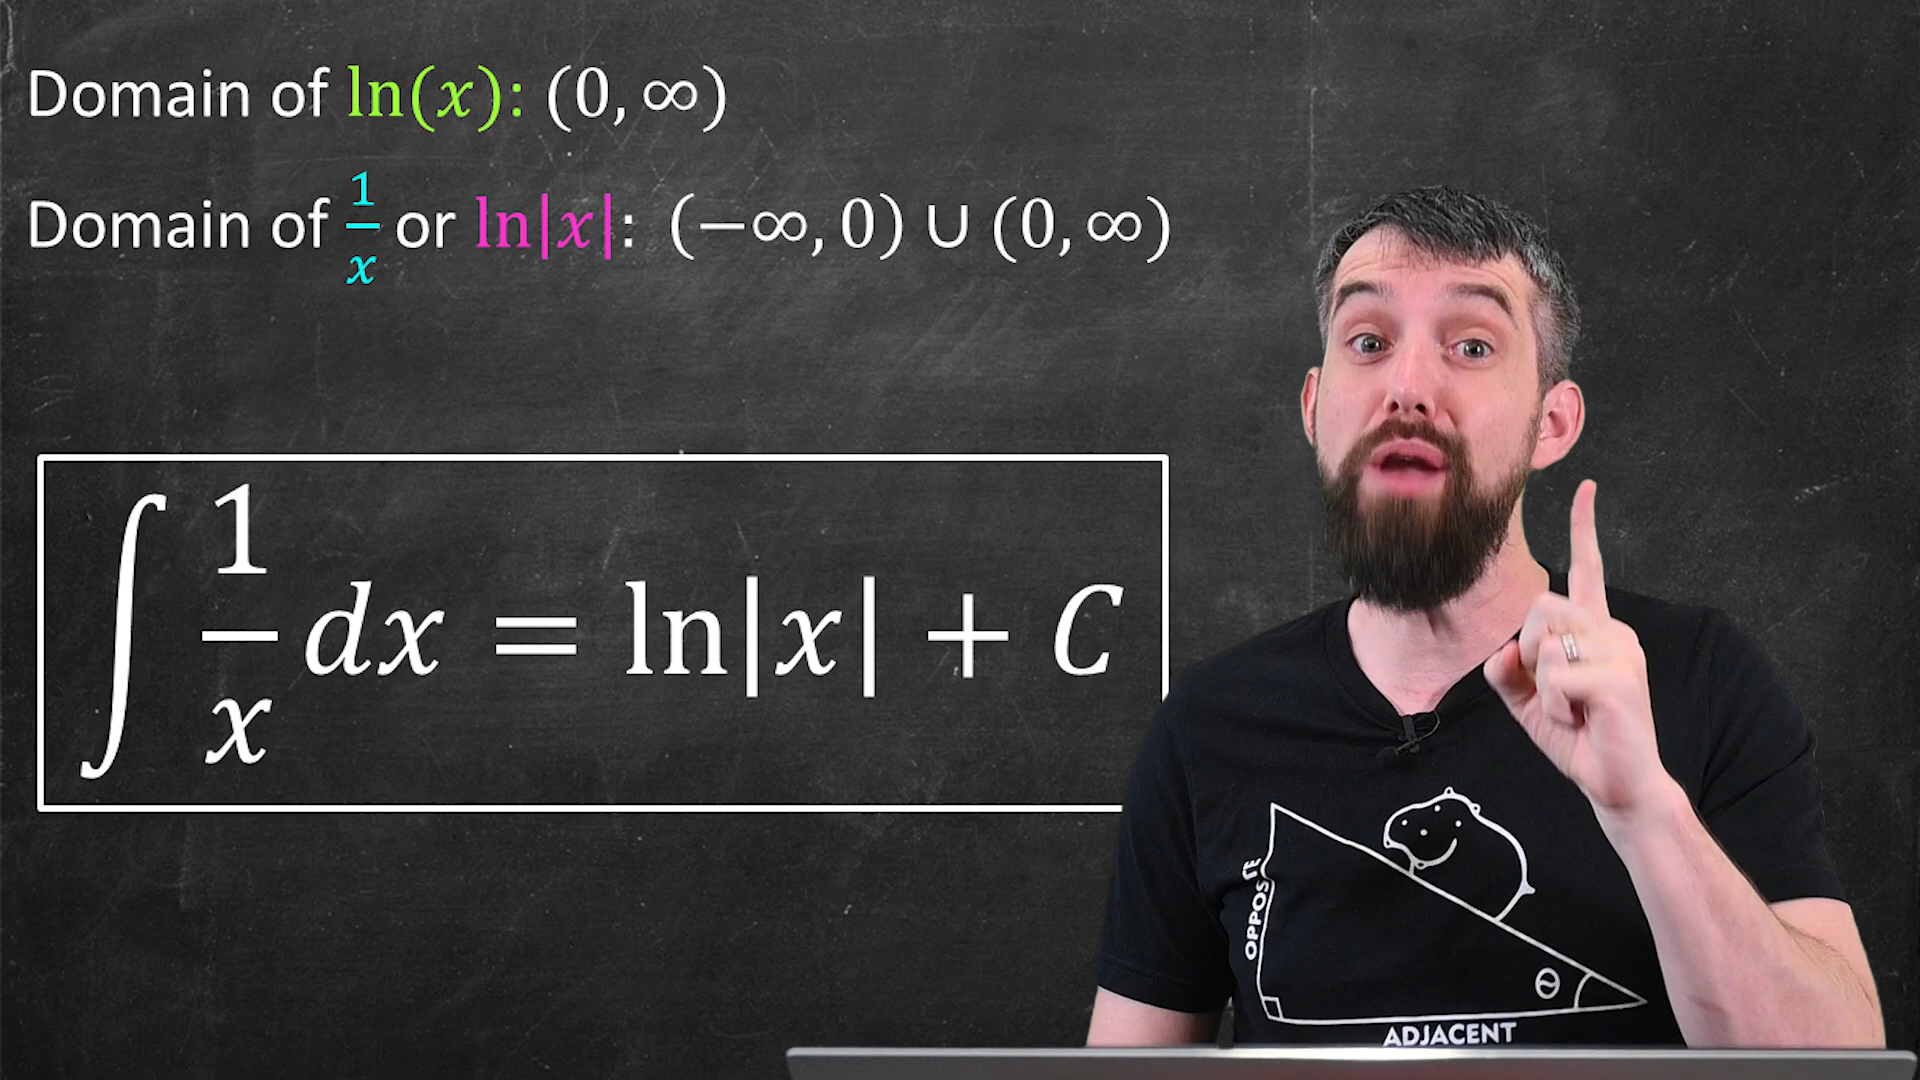 Domain of ln(x): (0, ∞)
Domain of 1/x or ln|x|: (−∞, 0) ∪ (0, ∞)
∫ 1/x dx = ln|x| + C
OPPOSITE
θ
ADJACENT